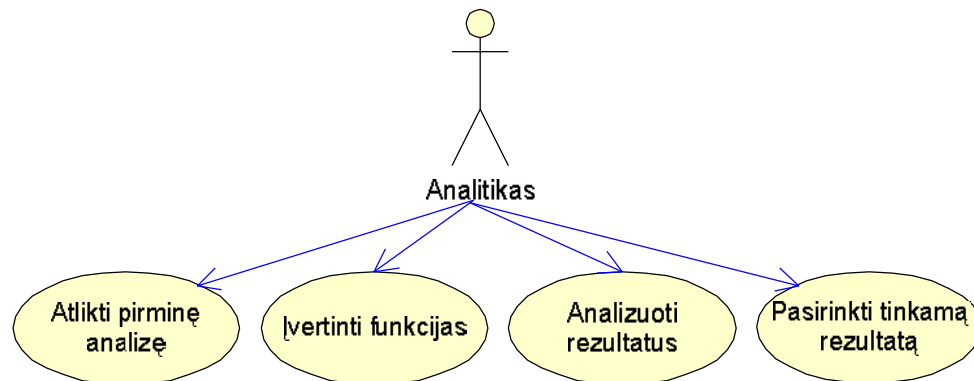 Analitikas
Atlikti pirminę
analizę
Įvertinti funkcijas
Analizuoti
rezultatus
Pasirinkti tinkamą
rezultatą